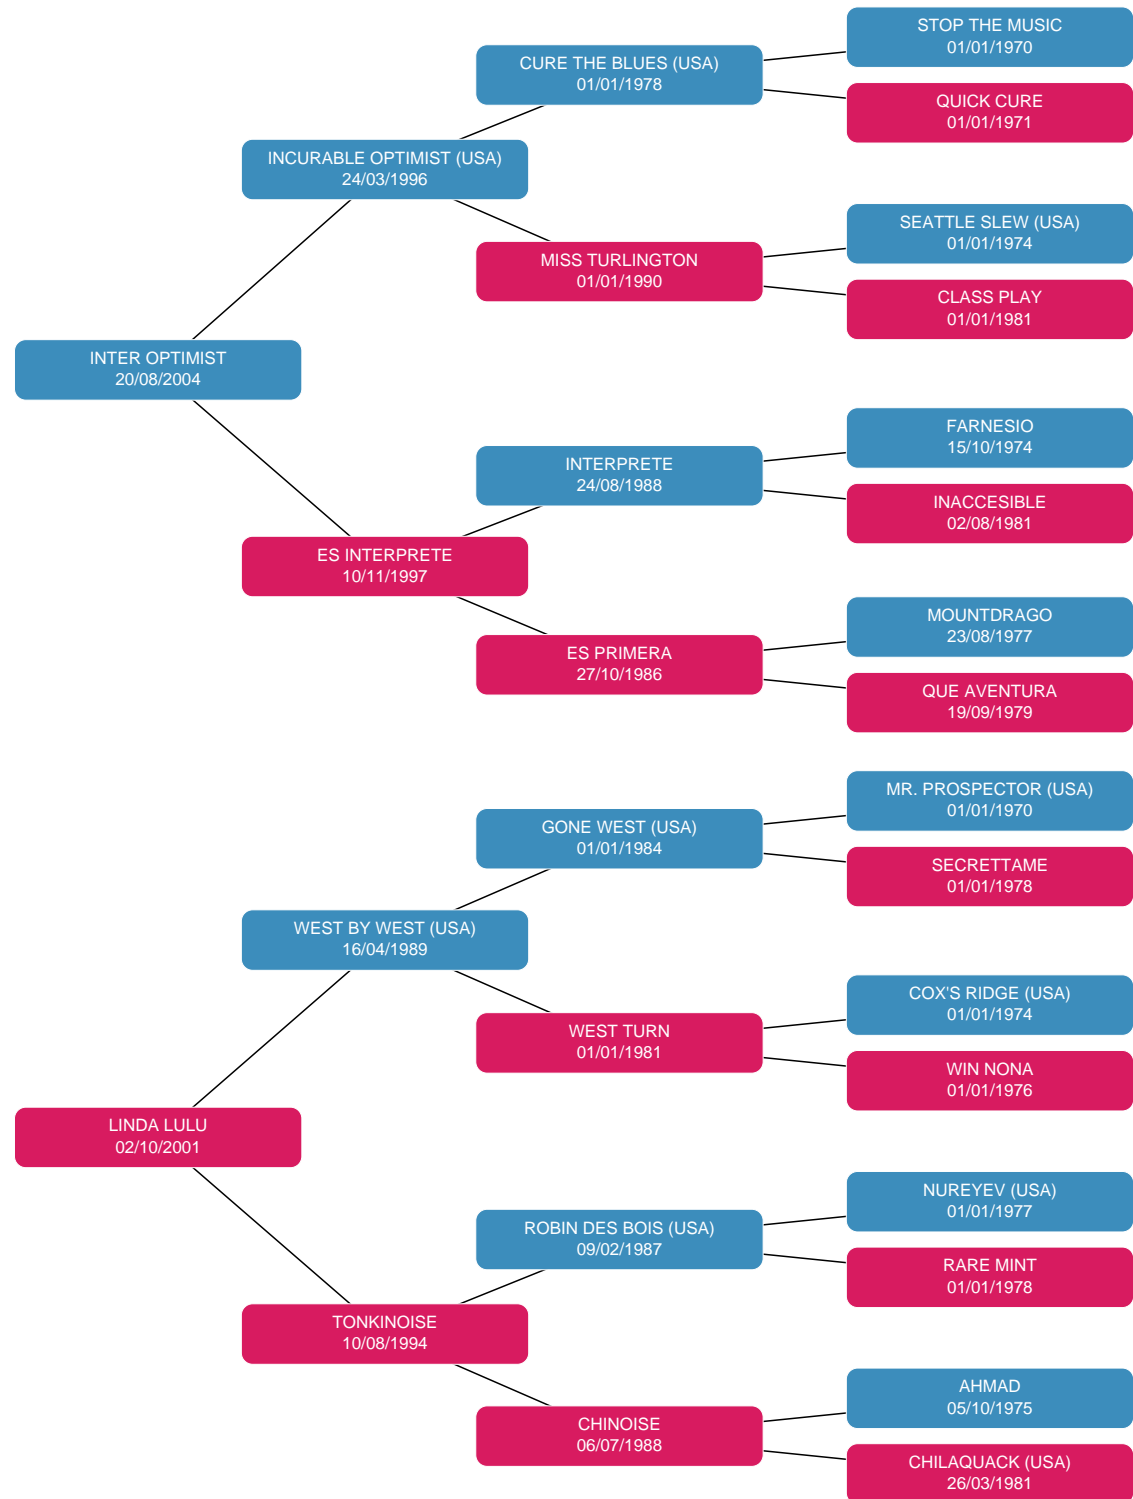 STOP THE MUSIC
01/01/1970
CURE THE BLUES (USA)
01/01/1978
QUICK CURE
01/01/1971
INCURABLE OPTIMIST (USA)
24/03/1996
SEATTLE SLEW (USA)
01/01/1974
MISS TURLINGTON
01/01/1990
CLASS PLAY
01/01/1981
INTER OPTIMIST
20/08/2004
FARNESIO
15/10/1974
INTERPRETE
24/08/1988
INACCESIBLE
02/08/1981
ES INTERPRETE
10/11/1997
MOUNTDRAGO
23/08/1977
ES PRIMERA
27/10/1986
QUE AVENTURA
19/09/1979
MR. PROSPECTOR (USA)
01/01/1970
GONE WEST (USA)
01/01/1984
SECRETTAME
01/01/1978
WEST BY WEST (USA)
16/04/1989
COX'S RIDGE (USA)
01/01/1974
WEST TURN
01/01/1981
WIN NONA
01/01/1976
LINDA LULU
02/10/2001
NUREYEV (USA)
01/01/1977
ROBIN DES BOIS (USA)
09/02/1987
RARE MINT
01/01/1978
TONKINOISE
10/08/1994
AHMAD
05/10/1975
CHINOISE
06/07/1988
CHILAQUACK (USA)
26/03/1981